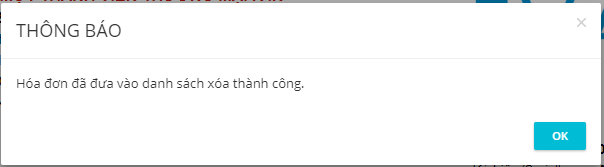 THÔNG BÁO
×
Hóa đơn đã đưa vào danh sách xóa thành công.
OK